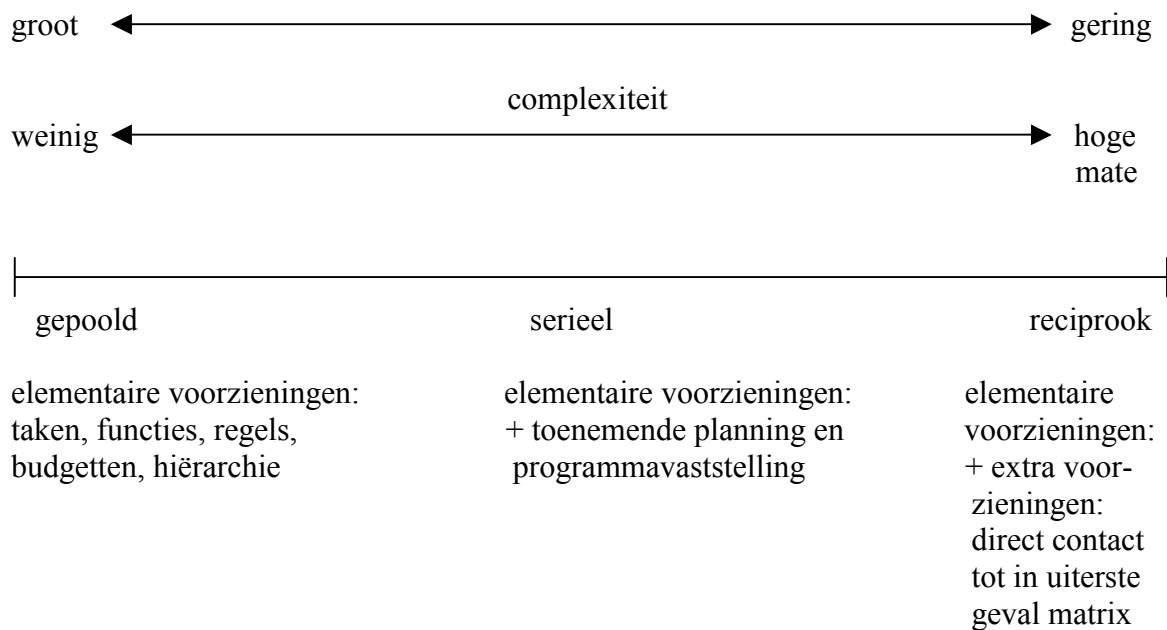 groot gering
complexiteit
weinig hoge
mate
gepoold serieel reciprook
elementaire voorzieningen: elementaire voorzieningen: elementaire
taken, functies, regels, + toenemende planning en voorzieningen:
budgetten, hiërarchie programmavaststelling + extra voor-
zieningen:
direct contact
tot in uiterste
geval matrix